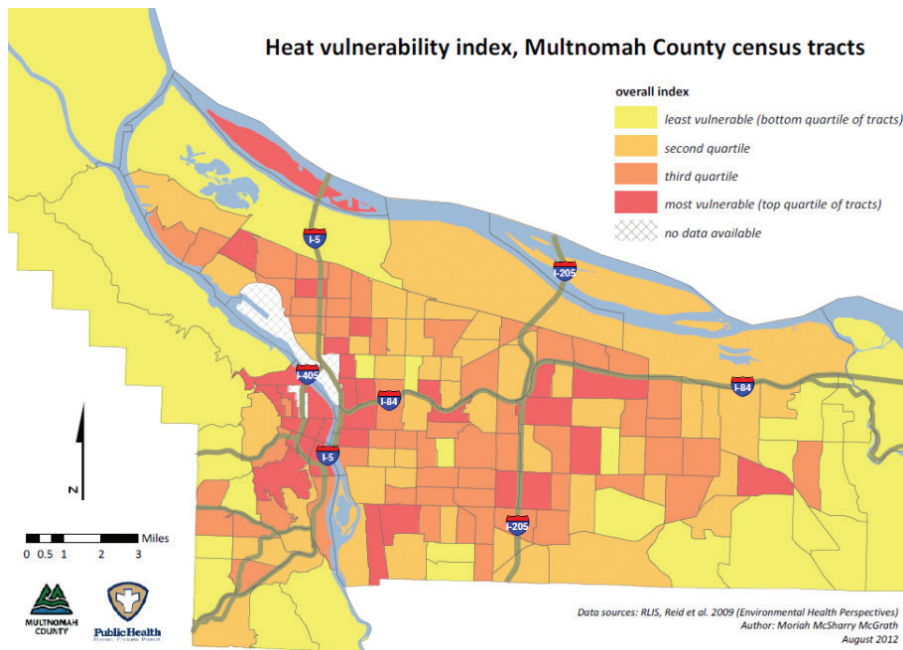 Heat vulnerability index, Multnomah County census tracts
overall index
least vulnerable (bottom quartile of tracts)
second quartile
third quartile
most vulnerable (top quartile of tracts)
no data available
I-5
I-205
I-405
I-84
I-84
I-5
I-205
N
Miles
0 0.5 1 2 3
MULTNOMAH
COUNTY
Public Health
Data sources: RLIS, Reid et al. 2009 (Environmental Health Perspectives)
Author: Moriah McSharry McGrath
August 2012